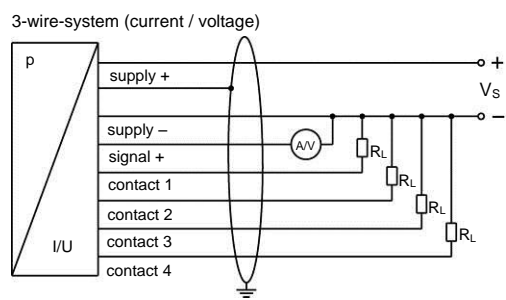 3-wire-system (current / voltage)
p
+
supply +
V_S
supply –
–
A/V
signal +
R_L
contact 1
R_L
contact 2
R_L
contact 3
R_L
I/U
contact 4